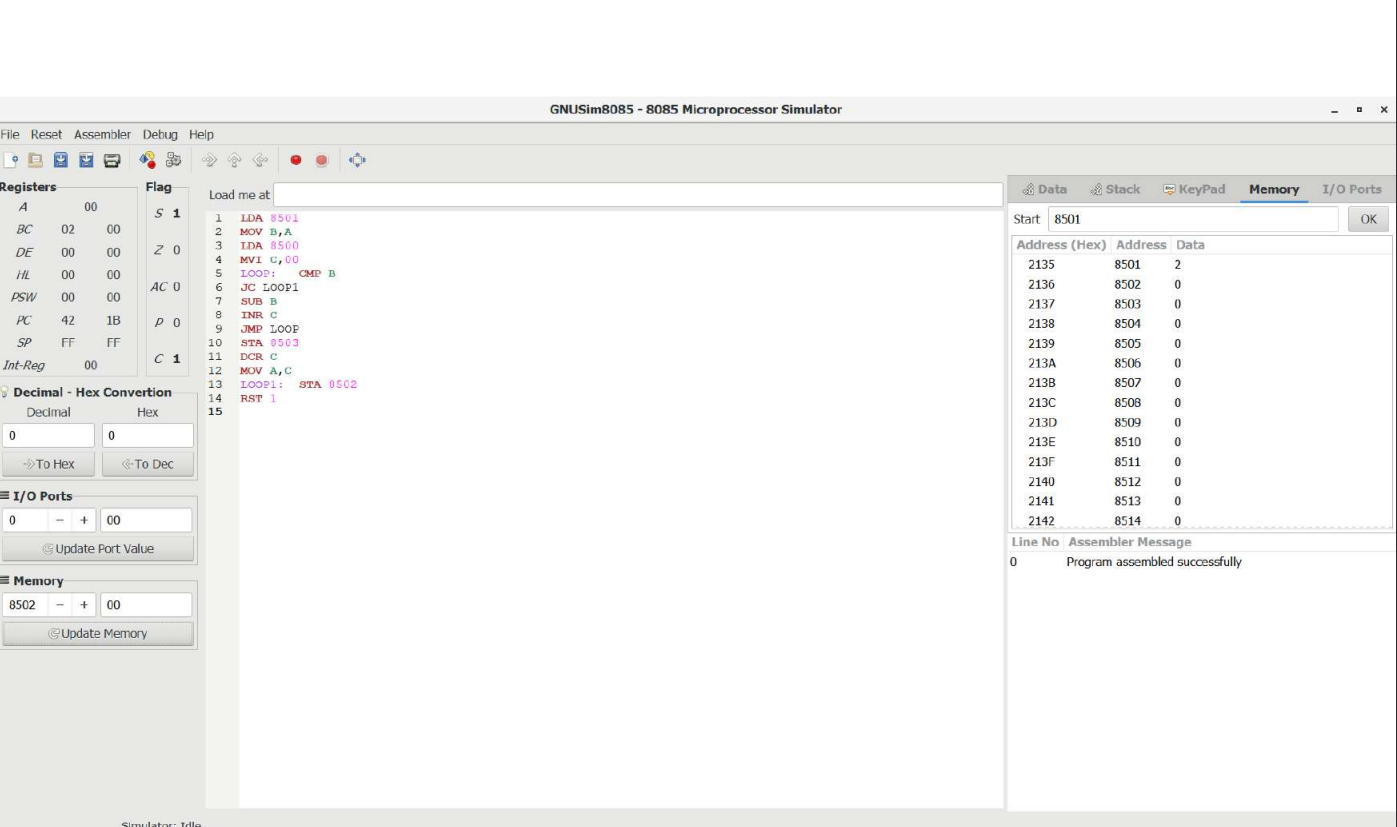 GNUSim8085 - 8085 Microprocessor Simulator
File Reset Assembler Debug Help
Registers
A 00
BC 02 00
DE 00 00
HL 00 00
PSW 00 00
PC 42 1B
SP FF FF
Int-Reg 00
Flag
S 1
Z 0
AC 0
P 0
C 1
Decimal - Hex Convertion
Decimal Hex
0 0
To Hex To Dec
I/O Ports
0 − + 00
Update Port Value
Memory
8502 − + 00
Update Memory
Load me at
1 LDA 8501
2 MOV B,A
3 LDA 8500
4 MVI C,00
5 LOOP: CMP B
6 JC LOOP1
7 SUB B
8 INR C
9 JMP LOOP
10 STA 8503
11 DCR C
12 MOV A,C
13 LOOP1: STA 8502
14 RST 1
15
Data Stack KeyPad Memory I/O Ports
Start 8501 OK
Address (Hex) Address Data
2135 8501 2
2136 8502 0
2137 8503 0
2138 8504 0
2139 8505 0
213A 8506 0
213B 8507 0
213C 8508 0
213D 8509 0
213E 8510 0
213F 8511 0
2140 8512 0
2141 8513 0
2142 8514 0
Line No Assembler Message
0 Program assembled successfully
Simulator: Idle